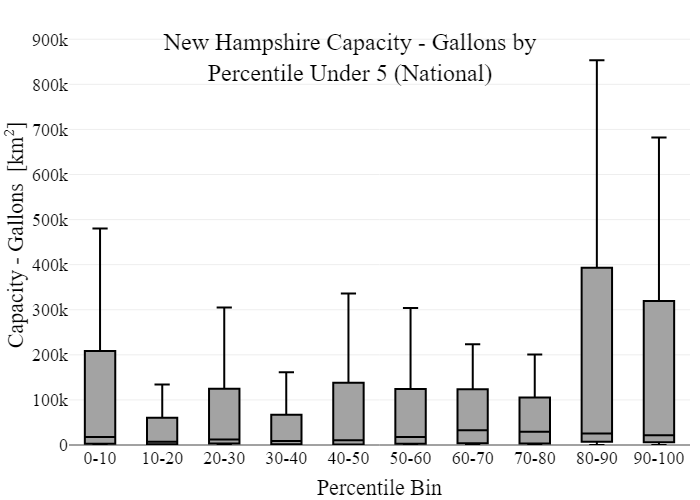 New Hampshire Capacity - Gallons by
Percentile Under 5 (National)
Capacity - Gallons [km²]
900k
800k
700k
600k
500k
400k
300k
200k
100k
0
0-10 10-20 20-30 30-40 40-50 50-60 60-70 70-80 80-90 90-100
Percentile Bin